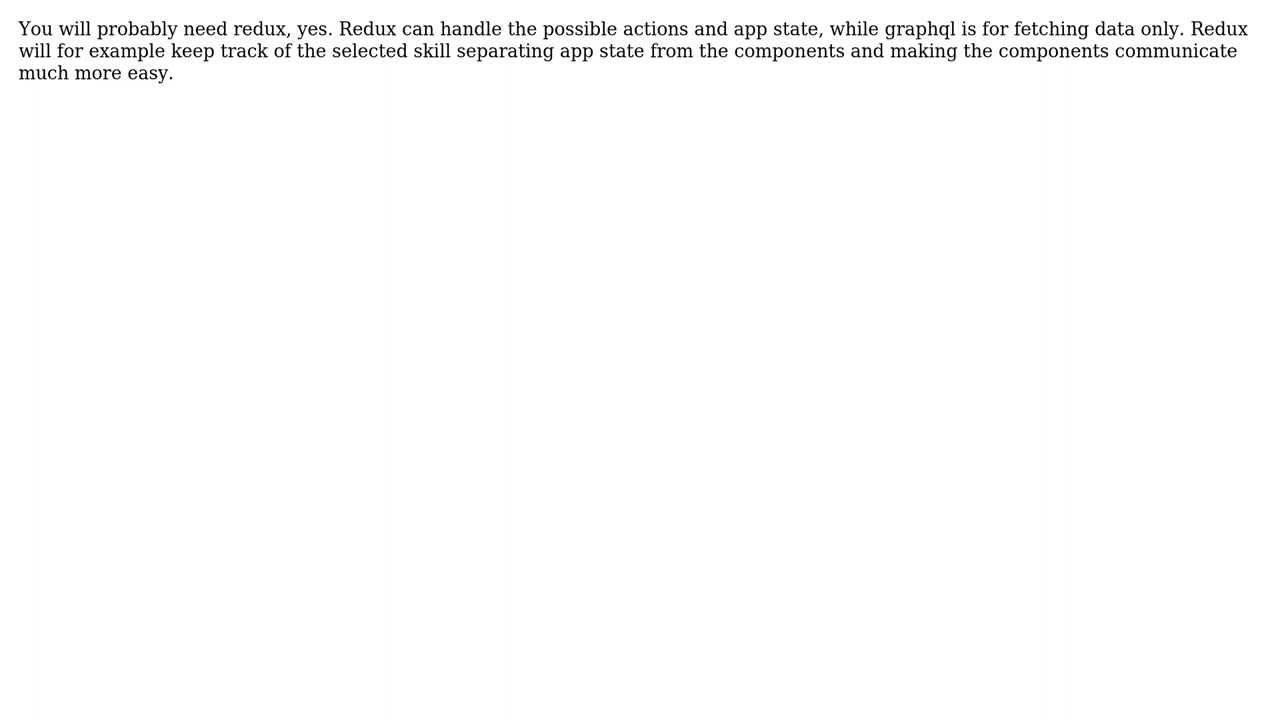 You will probably need redux, yes. Redux can handle the possible actions and app state, while graphql is for fetching data only. Redux
will for example keep track of the selected skill separating app state from the components and making the components communicate
much more easy.